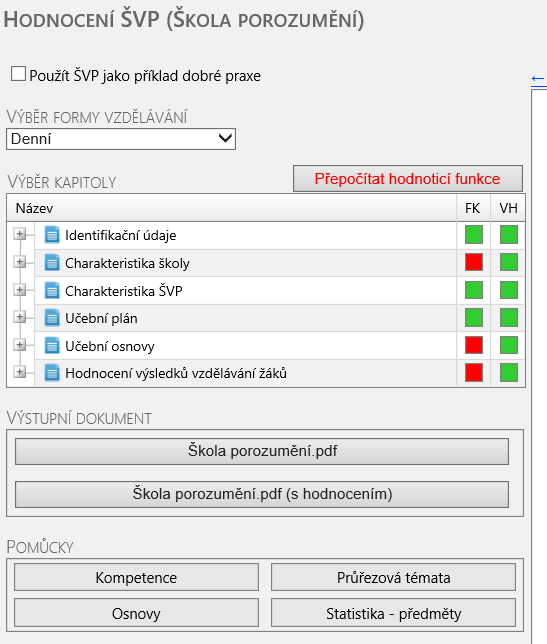 Hodnocení ŠVP (Škola porozumění)
Použít ŠVP jako příklad dobré praxe
←
Výběr formy vzdělávání
Denní
Výběr kapitoly
Přepočítat hodnoticí funkce
Název FK VH
Identifikační údaje
Charakteristika školy
Charakteristika ŠVP
Učební plán
Učební osnovy
Hodnocení výsledků vzdělávání žáků
Výstupní dokument
Škola porozumění.pdf
Škola porozumění.pdf (s hodnocením)
Pomůcky
Kompetence Průřezová témata
Osnovy Statistika - předměty